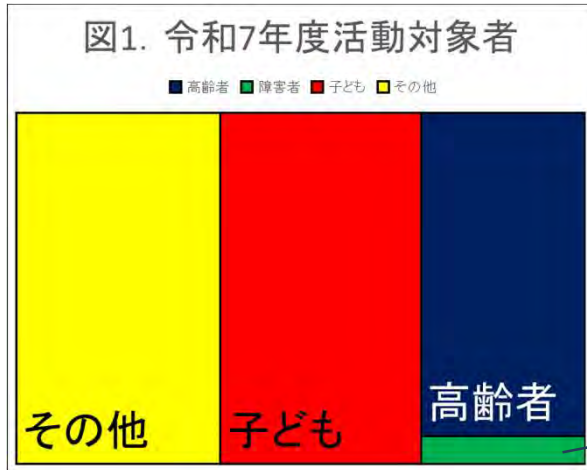 図1. 令和7年度活動対象者
高齢者 障害者 子ども その他
その他 子ども 高齢者